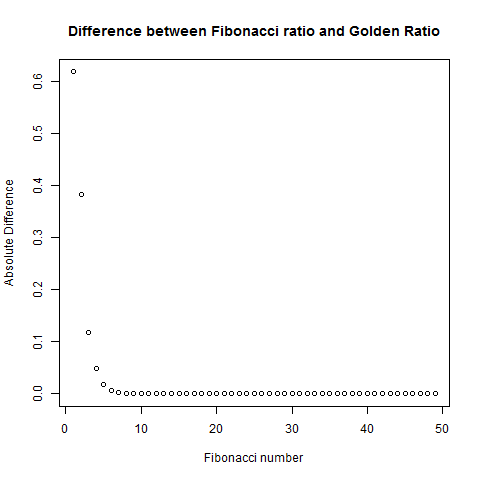 Difference between Fibonacci ratio and Golden Ratio
Absolute Difference
0.6
0.5
0.4
0.3
0.2
0.1
0.0
0 10 20 30 40 50
Fibonacci number